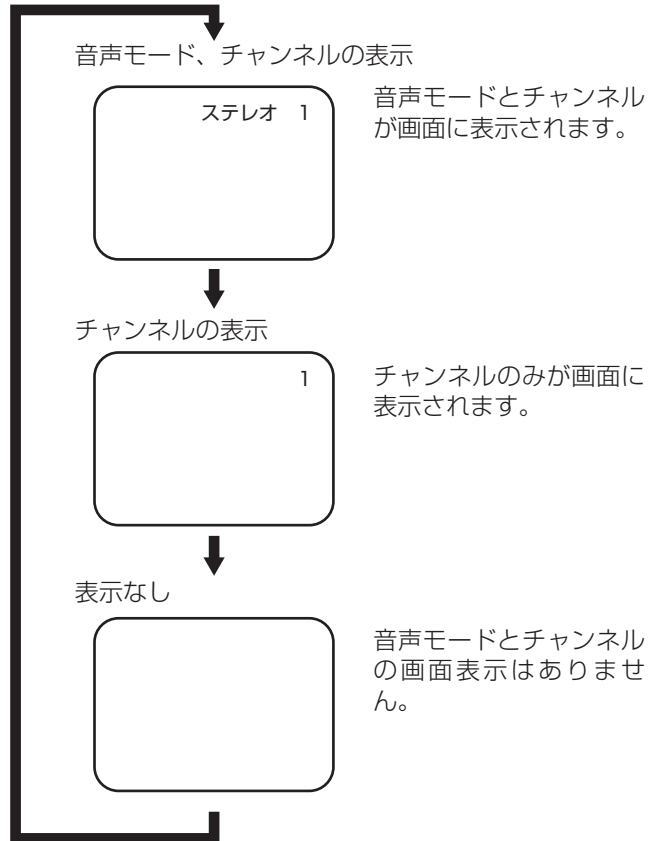 音声モード、チャンネルの表示
ステレオ 1
音声モードとチャンネル
が画面に表示されます。
チャンネルの表示
1
チャンネルのみが画面に
表示されます。
表示なし
音声モードとチャンネル
の画面表示はありませ
ん。